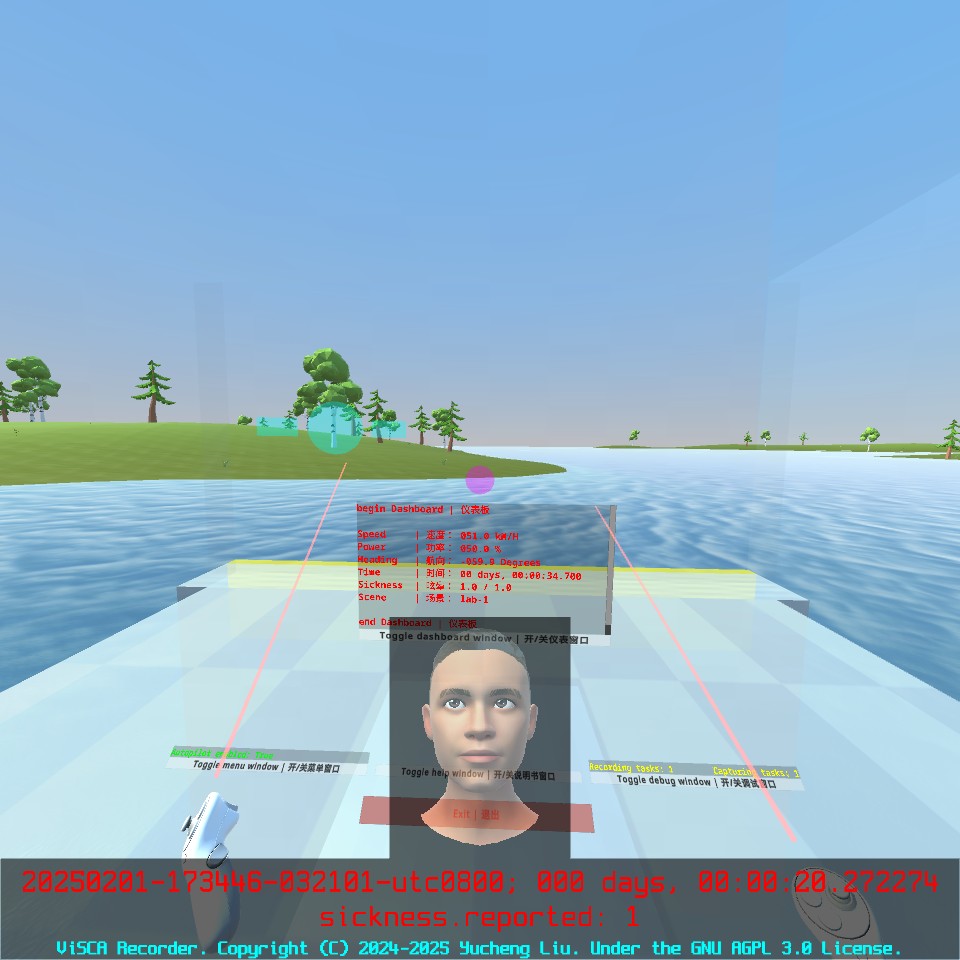 begin Dashboard | 仪表板
Speed | 速度： 051.0 kM/H
Power | 功率： 050.0 %
Heading | 航向： -059.9 Degrees
Time | 时间： 00 days, 00:00:34.700
Sickness | 眩晕： 1.0 / 1.0
Scene | 场景： lab-1
end Dashboard | 仪表板
Toggle dashboard window | 开/关仪表窗口
Autopilot enabled: True
Toggle menu window | 开/关菜单窗口
Toggle help window | 开/关说明书窗口
Recording tasks: 1 Capturing tasks: 1
Toggle debug window | 开/关调试窗口
Exit | 退出
20250201-173446-032101-utc0800; 000 days, 00:00:20.272274
sickness.reported: 1
ViSCA Recorder. Copyright (C) 2024-2025 Yucheng Liu. Under the GNU AGPL 3.0 License.